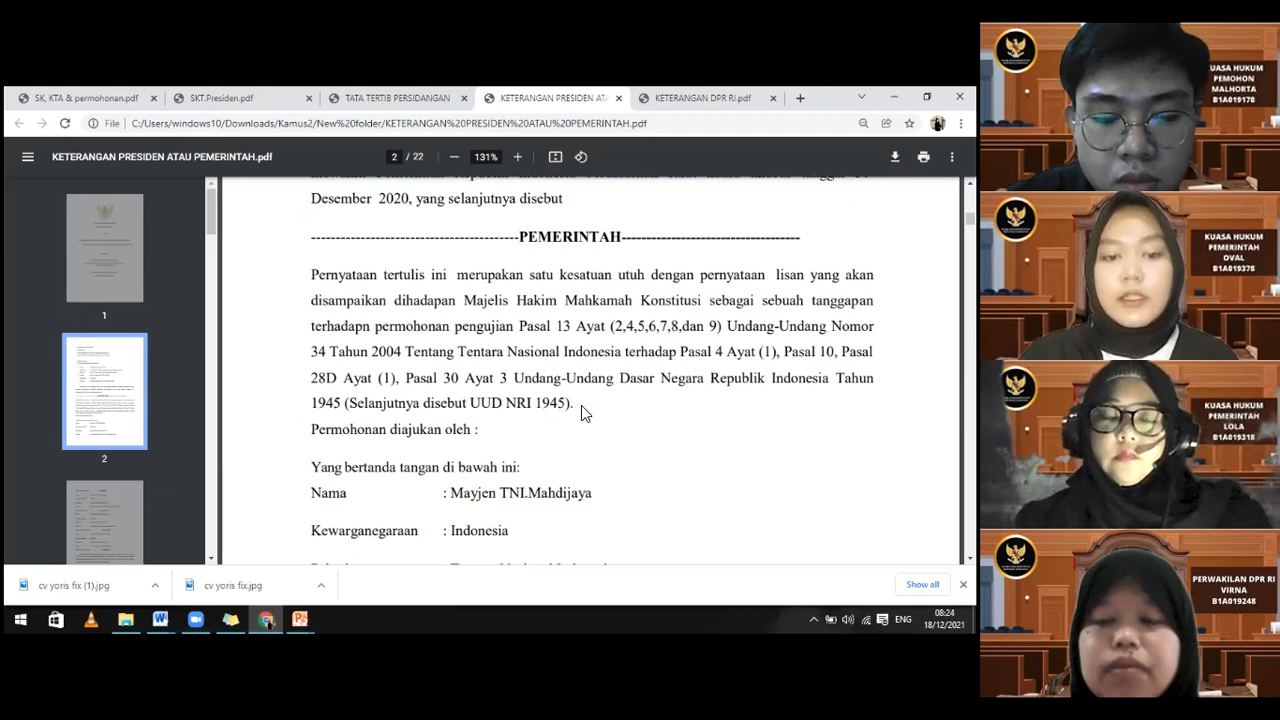 SK, KTA & permohonan.pdf
SKT.Presiden.pdf
TATA TERTIB PERSIDANGAN
KETERANGAN PRESIDEN ATA
KETERANGAN DPR RI.pdf
File
C:/Users/windows10/Downloads/Kamus2/New%20folder/KETERANGAN%20PRESIDEN%20ATAU%20PEMERINTAH.pdf
KETERANGAN PRESIDEN ATAU PEMERINTAH.pdf
2 / 22
131%
1
2
Desember 2020, yang selanjutnya disebut
---------------------------------------PEMERINTAH----------------------------------
Pernyataan tertulis ini merupakan satu kesatuan utuh dengan pernyataan lisan yang akan
disampaikan dihadapan Majelis Hakim Mahkamah Konstitusi sebagai sebuah tanggapan
terhadapn permohonan pengujian Pasal 13 Ayat (2,4,5,6,7,8,dan 9) Undang-Undang Nomor
34 Tahun 2004 Tentang Tentara Nasional Indonesia terhadap Pasal 4 Ayat (1), Pasal 10, Pasal
28D Ayat (1), Pasal 30 Ayat 3 Undang-Undang Dasar Negara Republik Indonesia Tahun
1945 (Selanjutnya disebut UUD NRI 1945).
Permohonan diajukan oleh :
Yang bertanda tangan di bawah ini:
Nama : Mayjen TNI.Mahdijaya
Kewarganegaraan : Indonesia
cv yoris fix (1).jpg
cv yoris fix.jpg
Show all
ENG
08:24
18/12/2021
KUASA HUKUM
PEMOHON
MALHORTA
B1A019178
KUASA HUKUM
PEMERINTAH
OVAL
B1A019378
KUASA HUKUM
PEMERINTAH
LOLA
B1A019318
PERWAKILAN DPR RI
VIRNA
B1A019248